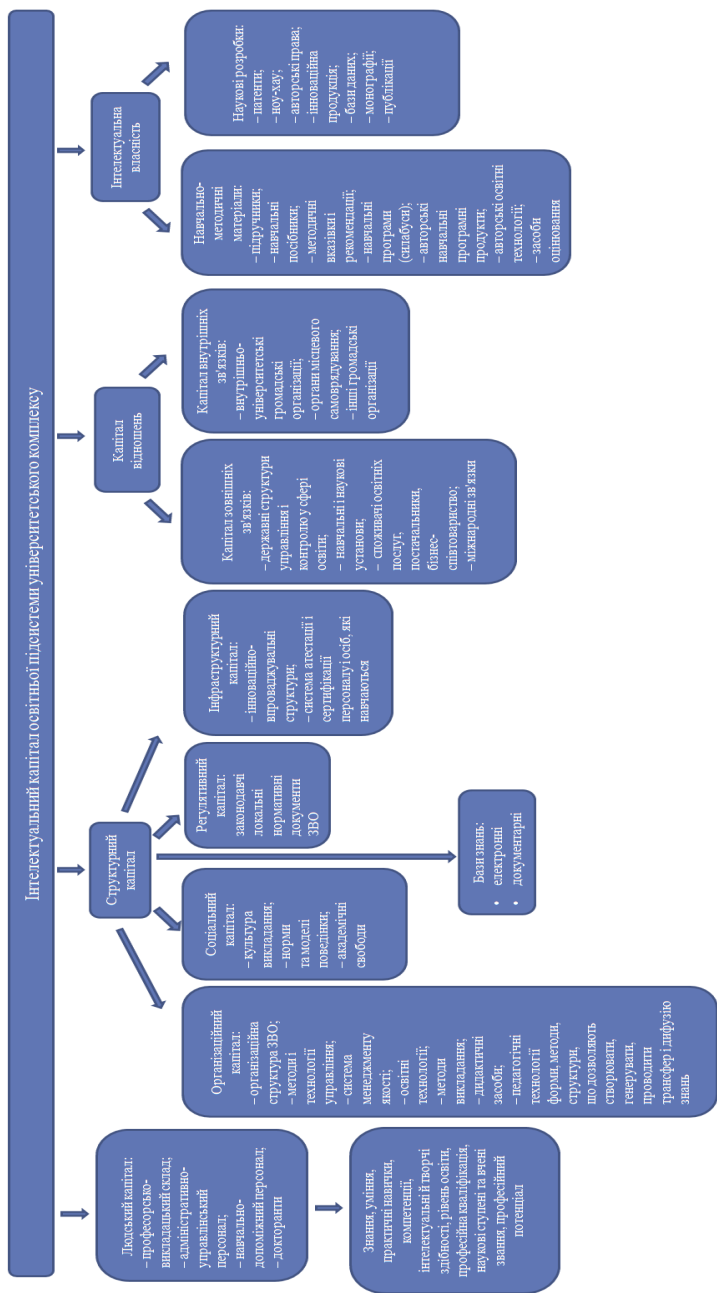 Інтелектуальний капітал освітньої підсистеми університетського комплексу
Людський капітал:
– професорсько-
викладацький склад;
– адміністративно-
управлінський
персонал;
– навчально-
допоміжний персонал;
– докторанти
Знання, уміння,
практичні навички,
компетенції,
інтелектуальні й творчі
здібності, рівень освіти,
професійна кваліфікація,
наукові ступені та вчені
звання, професійний
потенціал
Структурний
капітал
Організаційний
капітал:
– організаційна
структура ЗВО;
– методи і
технології
управління;
– система
менеджменту
якості;
– освітні
технології;
– методи
викладання;
– дидактичні
засоби;
– педагогічні
технології
форми, методи,
структури,
що дозволяють
створювати,
генерувати,
проводити
трансфер і дифузію
знань
Соціальний
капітал:
– культура
викладання;
– норми
та моделі
поведінки;
– академічні
свободи
Бази знань:
• електронні
• документарні
Регулятивний
капітал:
законодавчі
локальні
нормативні
документи
ЗВО
Інфраструктурний
капітал:
– інноваційно-
впроваджувальні
структури;
– система атестації і
сертифікації
персоналу і осіб, які
навчаються
Капітал
відношень
Капітал зовнішніх
зв'язків:
– державні структури
управління і
контролю у сфері
освіти;
– навчальні і наукові
установи;
– споживачі освітніх
послуг,
постачальники,
бізнес-
співтовариство;
– міжнародні зв'язки
Капітал внутрішніх
зв'язків:
– внутрішньо-
університетські
громадські
організації;
– органи місцевого
самоврядування;
– інші громадські
організації
Інтелектуальна
власність
Навчально-
методичні
матеріали:
– підручники;
– навчальні
посібники;
– методичні
вказівки і
рекомендації;
– навчальні
програми
(силабуси);
– авторські
навчальні
програмні
продукти;
– авторські освітні
технології;
– засоби
оцінювання
Наукові розробки:
– патенти;
– ноу-хау;
– авторські права;
– інноваційна
продукція;
– бази даних;
– монографії;
– публікації